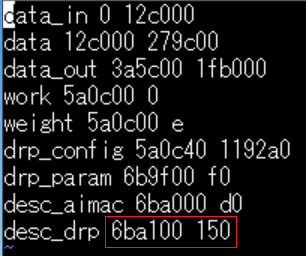 data_in 0 12c000
data 12c000 279c00
data_out 3a5c00 1fb000
work 5a0c00 0
weight 5a0c00 e
drp_config 5a0c40 1192a0
drp_param 6b9f00 f0
desc_aimac 6ba000 d0
desc_drp 6ba100 150
~